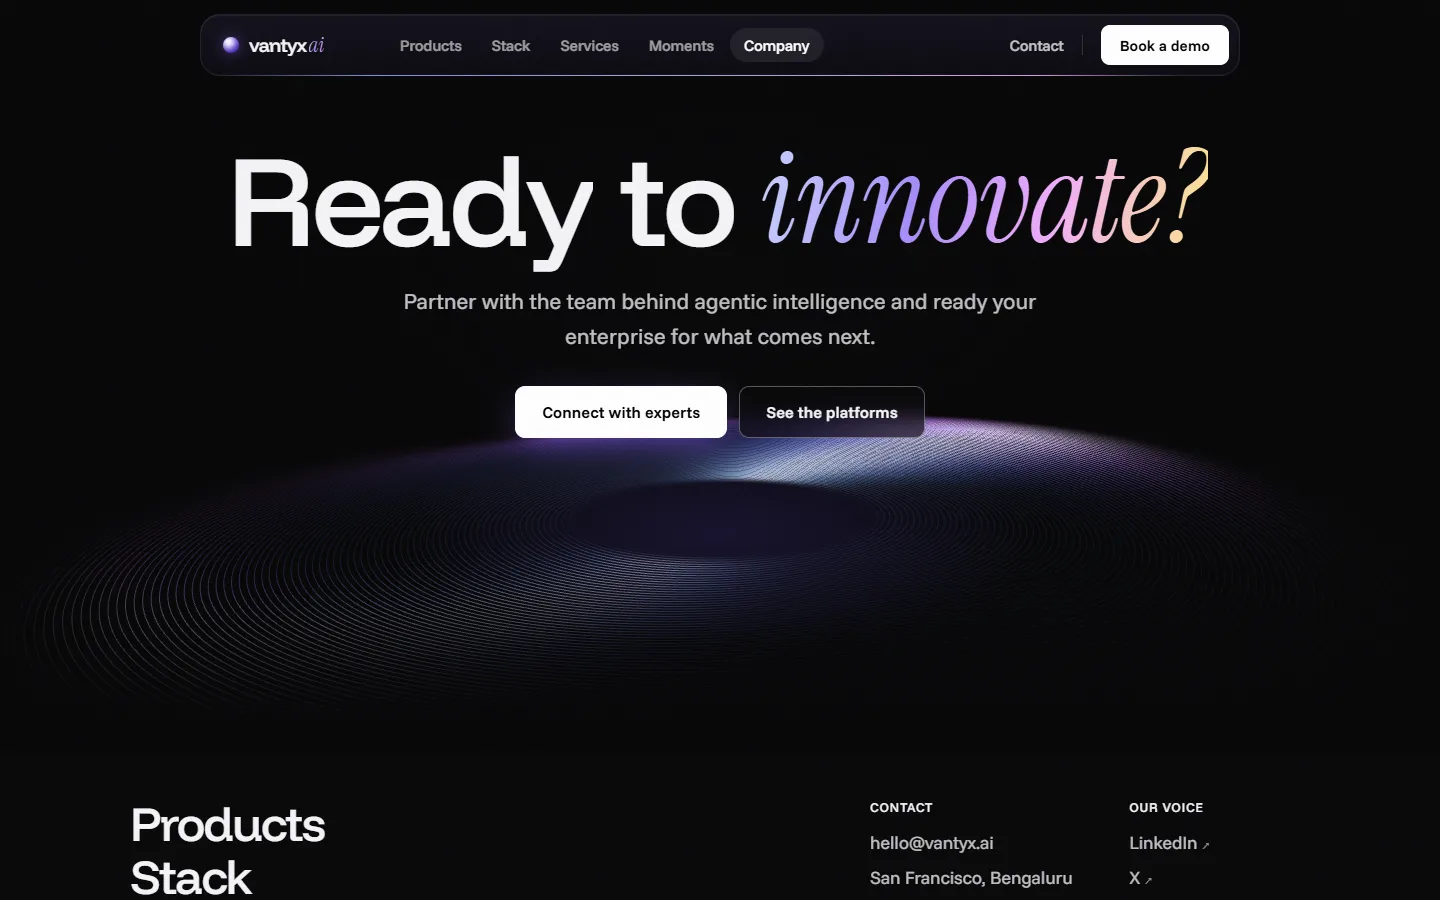 vantyx ai Products Stack Services Moments Company Contact Book a demo
Ready to innovate?
Partner with the team behind agentic intelligence and ready your
enterprise for what comes next.
Connect with experts See the platforms
Products
Stack
CONTACT
hello@vantyx.ai
San Francisco, Bengaluru
OUR VOICE
LinkedIn ↗
X ↗